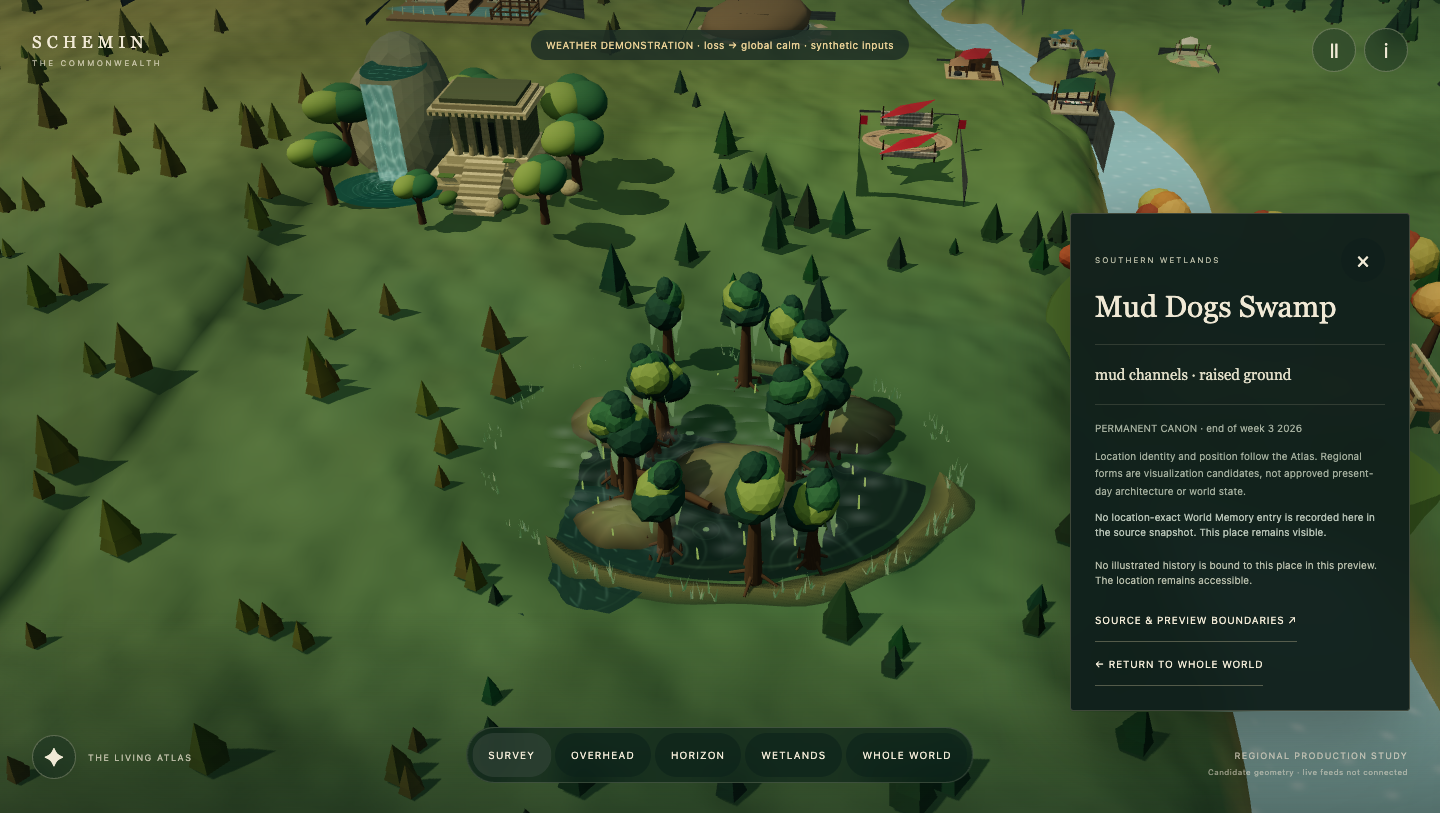 SCHEMIN
THE COMMONWEALTH
WEATHER DEMONSTRATION · loss → global calm · synthetic inputs
i
SOUTHERN WETLANDS
×
Mud Dogs Swamp
mud channels · raised ground
PERMANENT CANON · end of week 3 2026
Location identity and position follow the Atlas. Regional
forms are visualization candidates, not approved present-
day architecture or world state.
No location-exact World Memory entry is recorded here in
the source snapshot. This place remains visible.
No illustrated history is bound to this place in this preview.
The location remains accessible.
SOURCE & PREVIEW BOUNDARIES ↗
← RETURN TO WHOLE WORLD
THE LIVING ATLAS
SURVEY
OVERHEAD
HORIZON
WETLANDS
WHOLE WORLD
REGIONAL PRODUCTION STUDY
Candidate geometry · live feeds not connected